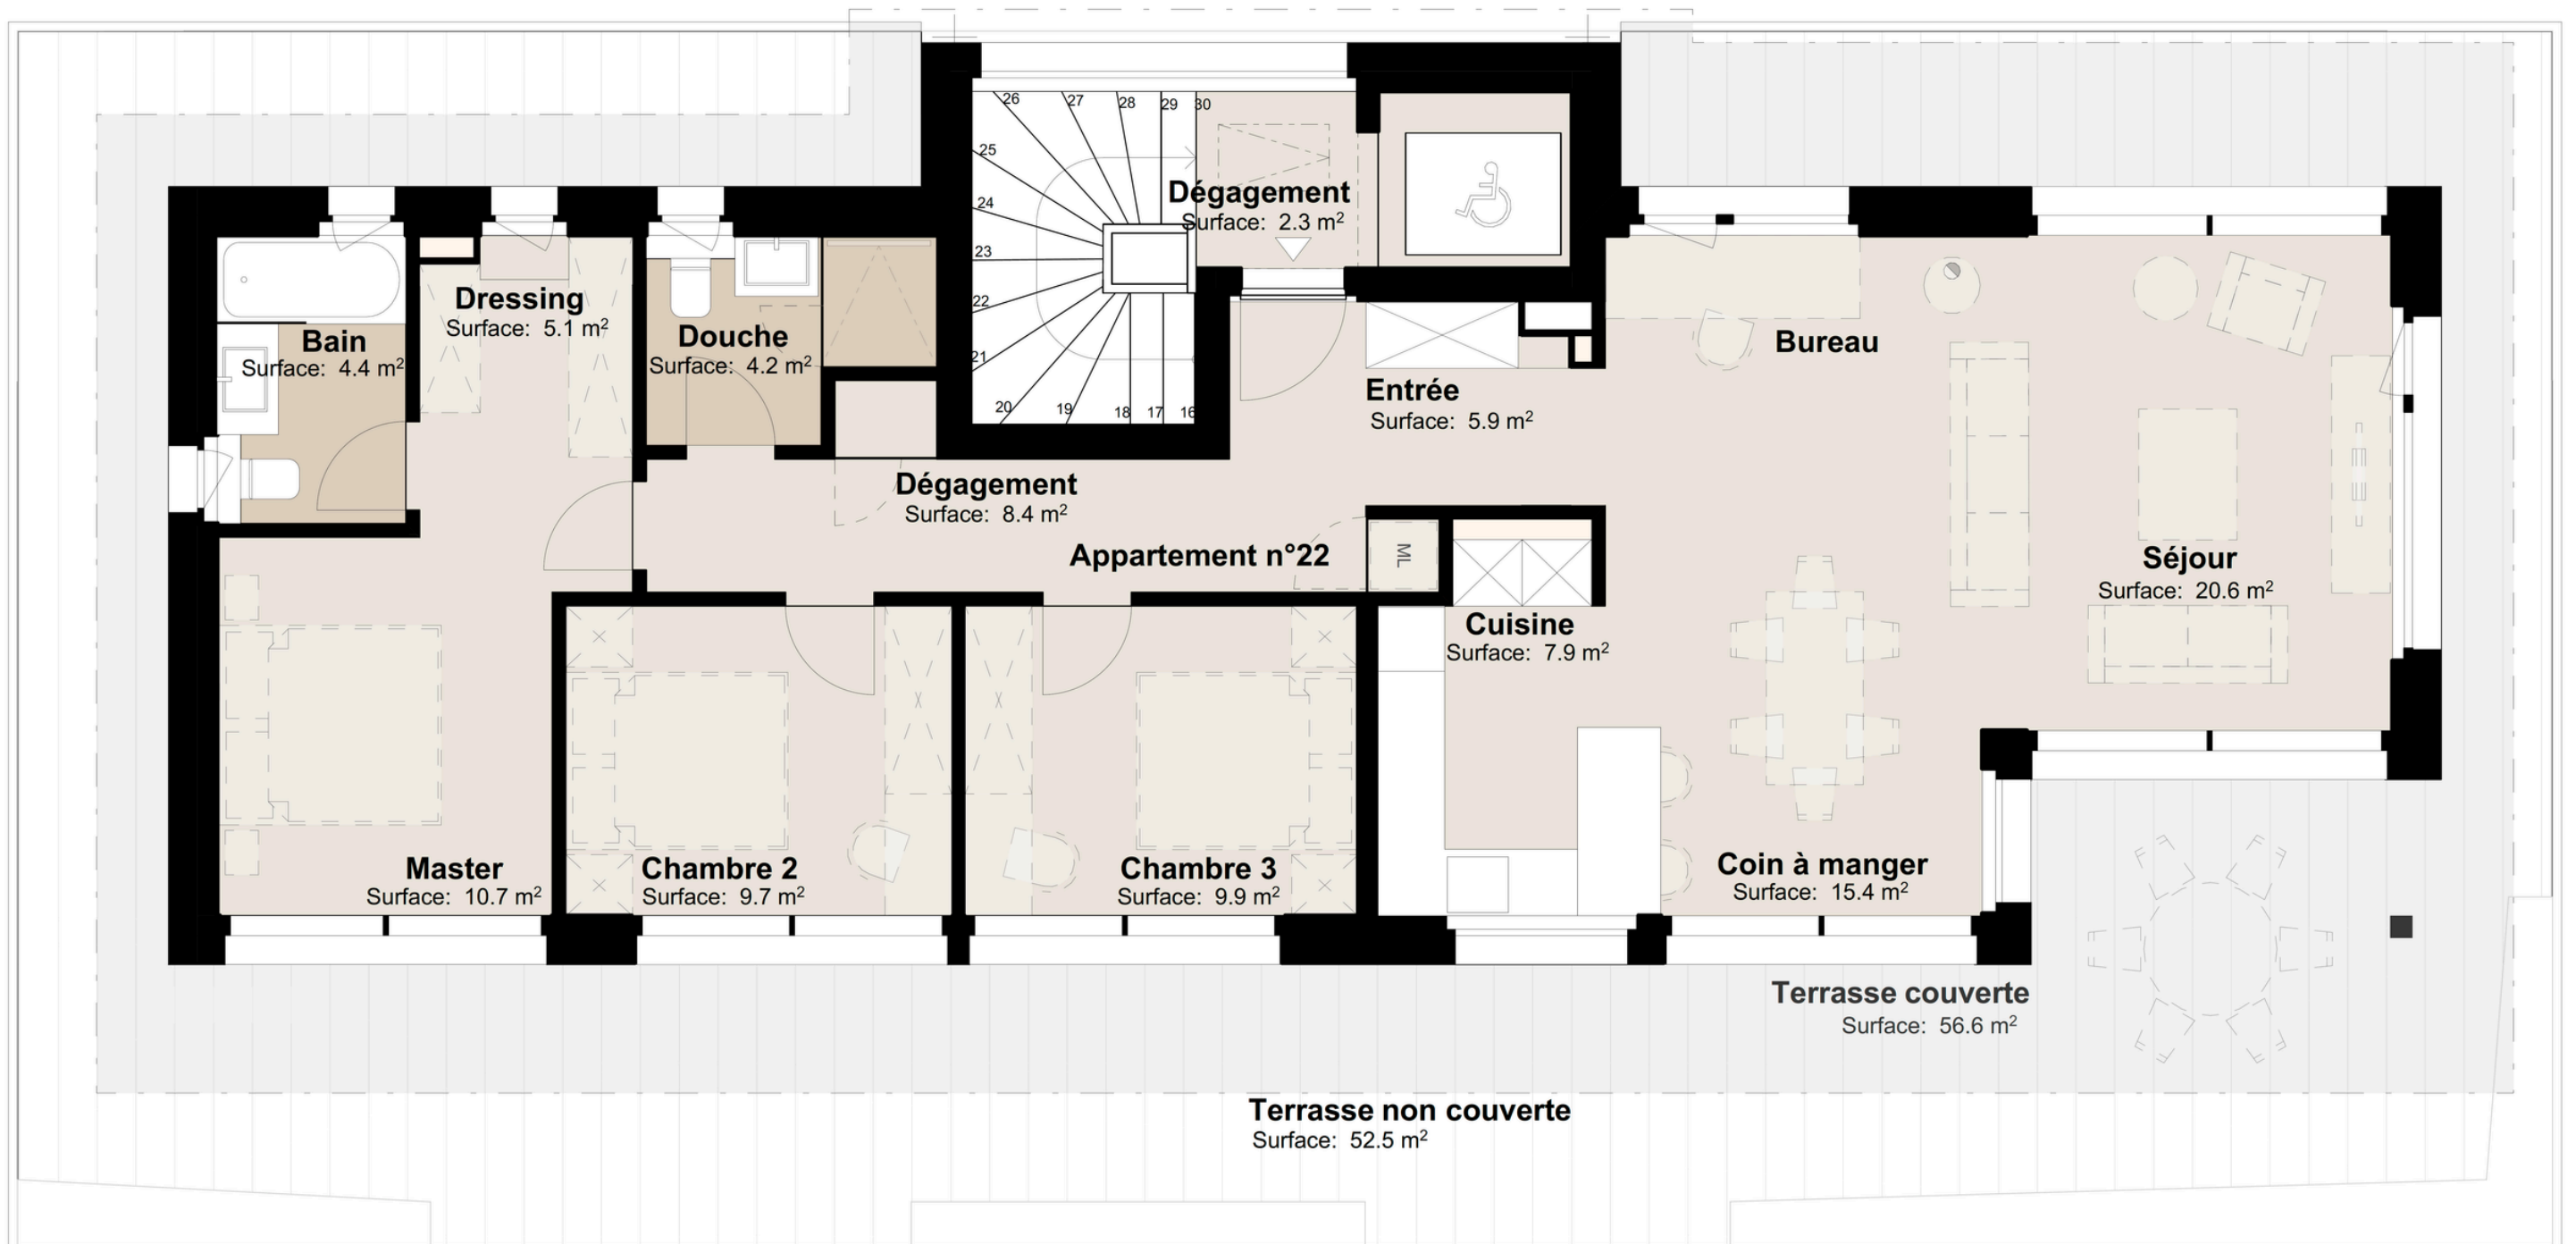 26
27
28
29
30
25
24
23
22
21
20
19
18
17
16
Dégagement
Surface: 2.3 m²
Dressing
Surface: 5.1 m²
Bain
Surface: 4.4 m²
Douche
Surface: 4.2 m²
Bureau
Entrée
Surface: 5.9 m²
Dégagement
Surface: 8.4 m²
Appartement n°22
ML
Séjour
Surface: 20.6 m²
Cuisine
Surface: 7.9 m²
Master
Surface: 10.7 m²
Chambre 2
Surface: 9.7 m²
Chambre 3
Surface: 9.9 m²
Coin à manger
Surface: 15.4 m²
Terrasse couverte
Surface: 56.6 m²
Terrasse non couverte
Surface: 52.5 m²